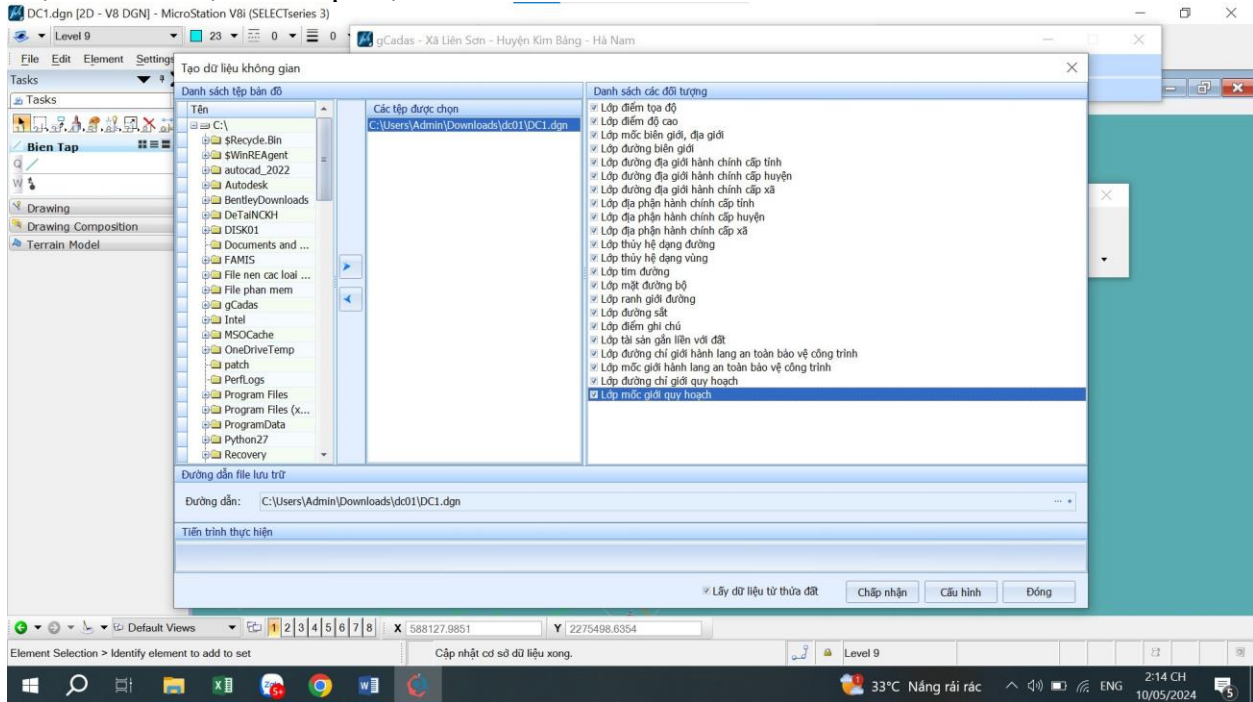 DC1.dgn [2D - V8 DGN] - MicroStation V8i (SELECTseries 3)
Level 9 23 0 0
gCadas - Xã Liên Sơn - Huyện Kim Bảng - Hà Nam
File Edit Element Settings
Tasks
Tasks
Bien Tap
Q
W
Drawing
Drawing Composition
Terrain Model
Tạo dữ liệu không gian
Danh sách tệp bản đồ
Tên
C:\
$Recycle.Bin
$WinREAgent
autocad_2022
Autodesk
BentleyDownloads
DeTaiNCKH
DISK01
Documents and ...
FAMIS
File nen cac loai ...
File phan mem
gCadas
Intel
MSOCache
OneDriveTemp
patch
PerfLogs
Program Files
Program Files (x...
ProgramData
Python27
Recovery
Các tệp được chọn
C:\Users\Admin\Downloads\dc01\DC1.dgn
Danh sách các đối tượng
Lớp điểm tọa độ
Lớp điểm độ cao
Lớp mốc biên giới, địa giới
Lớp đường biên giới
Lớp đường địa giới hành chính cấp tỉnh
Lớp đường địa giới hành chính cấp huyện
Lớp đường địa giới hành chính cấp xã
Lớp địa phận hành chính cấp tỉnh
Lớp địa phận hành chính cấp huyện
Lớp địa phận hành chính cấp xã
Lớp thủy hệ dạng đường
Lớp thủy hệ dạng vùng
Lớp tim đường
Lớp mặt đường bộ
Lớp ranh giới đường
Lớp đường sắt
Lớp điểm ghi chú
Lớp tài sản gắn liền với đất
Lớp đường chỉ giới hành lang an toàn bảo vệ công trình
Lớp mốc giới hành lang an toàn bảo vệ công trình
Lớp đường chỉ giới quy hoạch
Lớp mốc giới quy hoạch
Đường dẫn file lưu trữ
Đường dẫn: C:\Users\Admin\Downloads\dc01\DC1.dgn
Tiến trình thực hiện
Lấy dữ liệu từ thửa đất Chấp nhận Cấu hình Đóng
Default Views 1 2 3 4 5 6 7 8 X 588127.9851 Y 2275498.6354
Element Selection > Identify element to add to set Cập nhật cơ sở dữ liệu xong. Level 9
33°C Nắng rải rác ENG 2:14 CH
10/05/2024